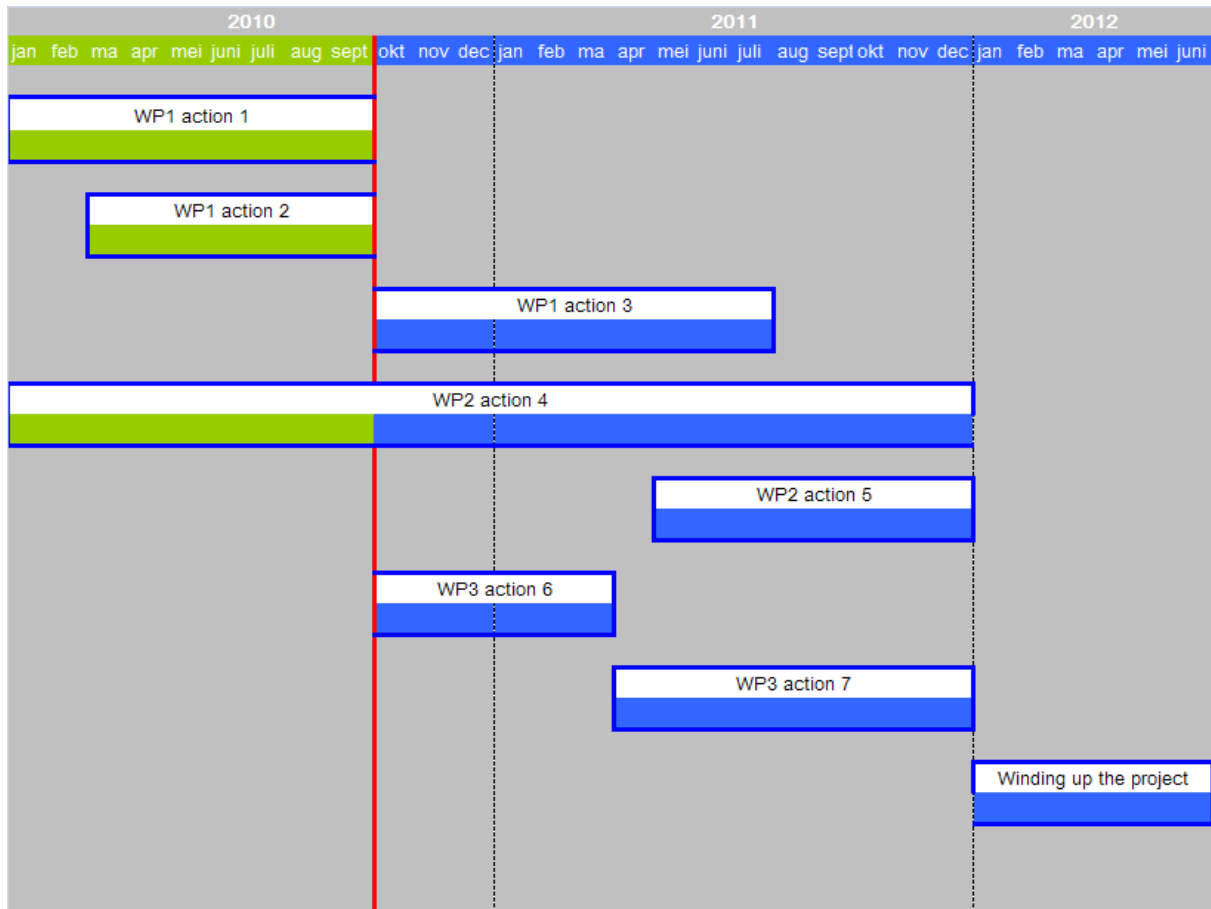 2010 2011 2012
jan feb ma apr mei juni juli aug sept okt nov dec jan feb ma apr mei juni juli aug sept okt nov dec jan feb ma apr mei juni
WP1 action 1
WP1 action 2
WP1 action 3
WP2 action 4
WP2 action 5
WP3 action 6
WP3 action 7
Winding up the project